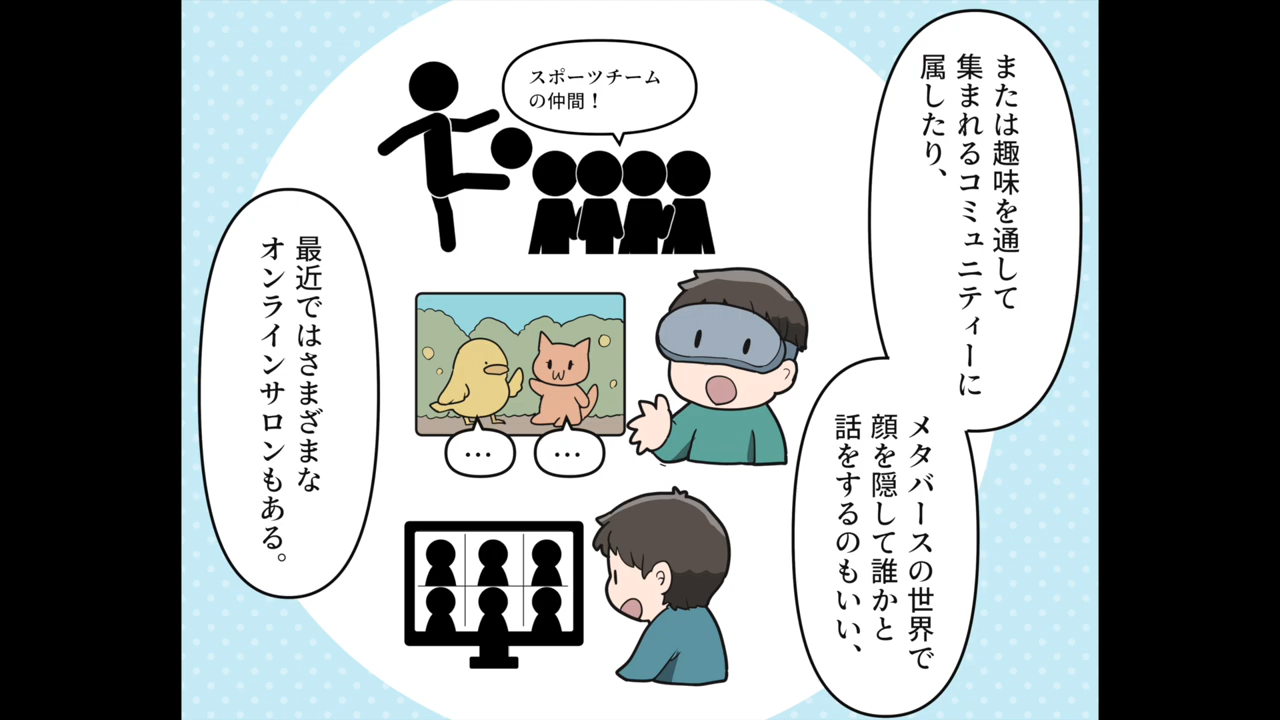 または趣味を通して
集まれるコミュニティーに
属したり、
スポーツチーム
の仲間！
メタバースの世界で
顔を隠して誰かと
話をするのもいい、
…
…
最近ではさまざまな
オンラインサロンもある。